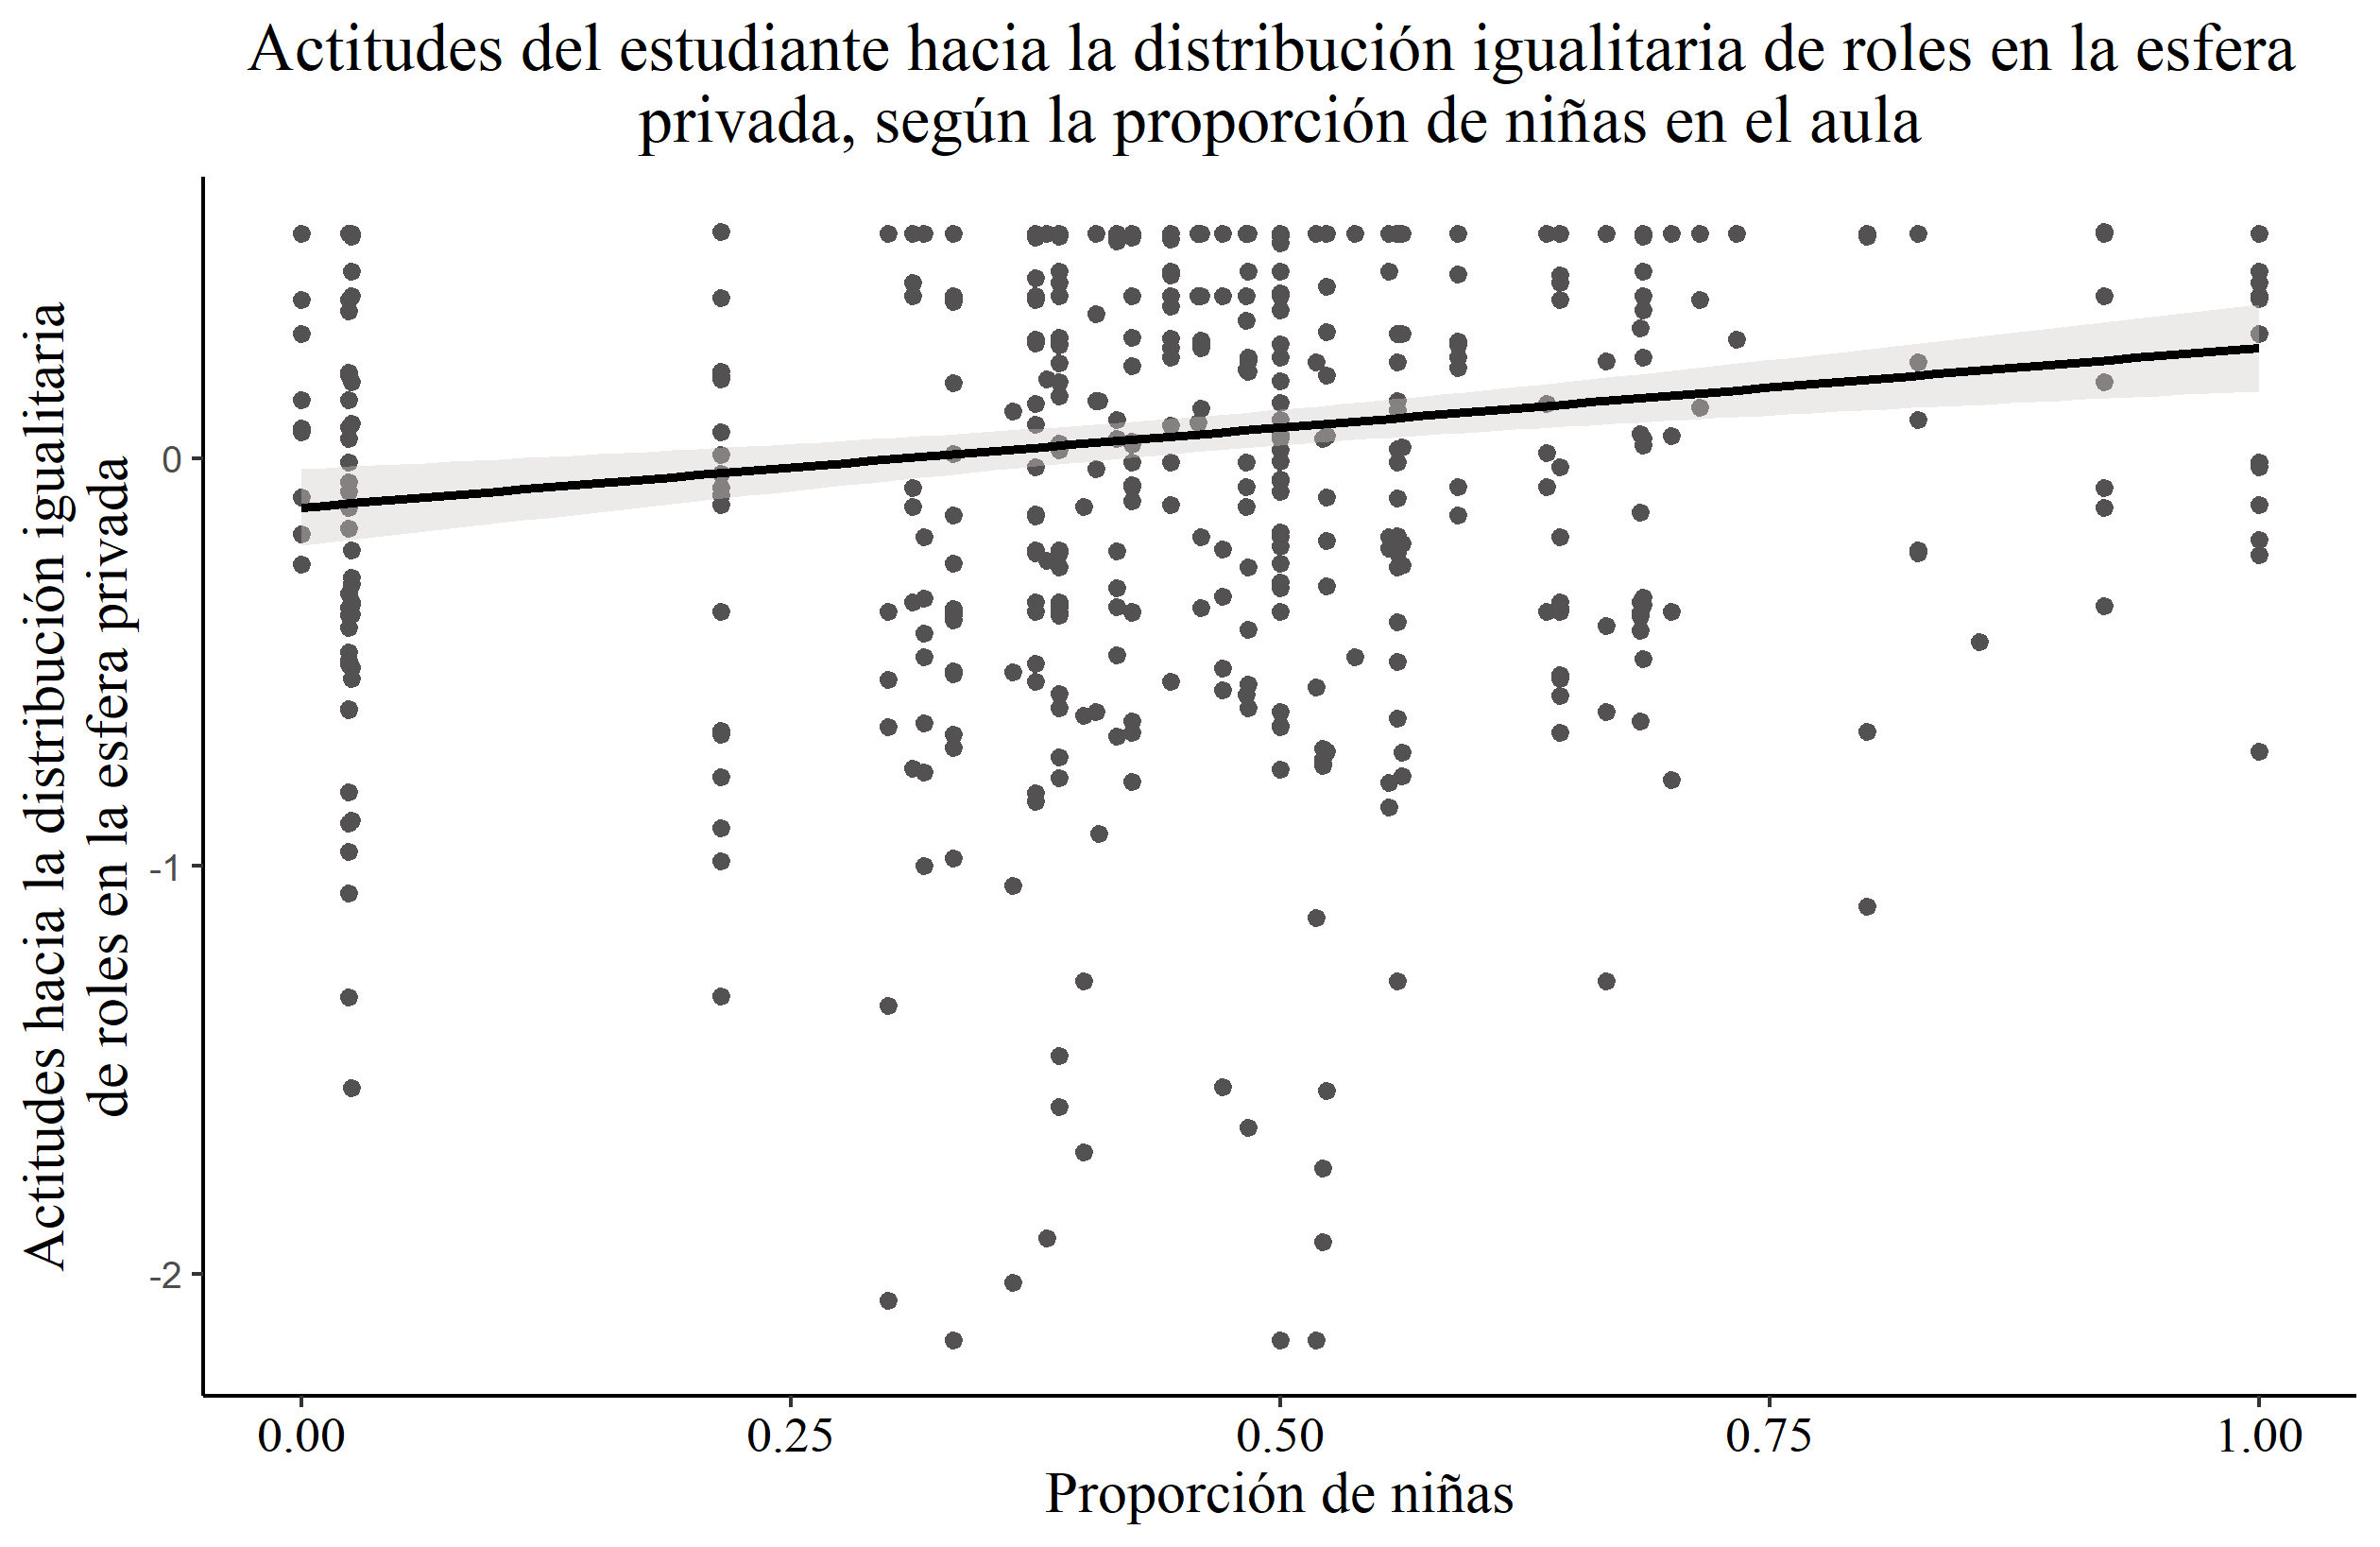 Actitudes del estudiante hacia la distribución igualitaria de roles en la esfera
privada, según la proporción de niñas en el aula
Actitudes hacia la distribución igualitaria
de roles en la esfera privada
0
-1
-2
0.00
0.25
0.50
0.75
1.00
Proporción de niñas